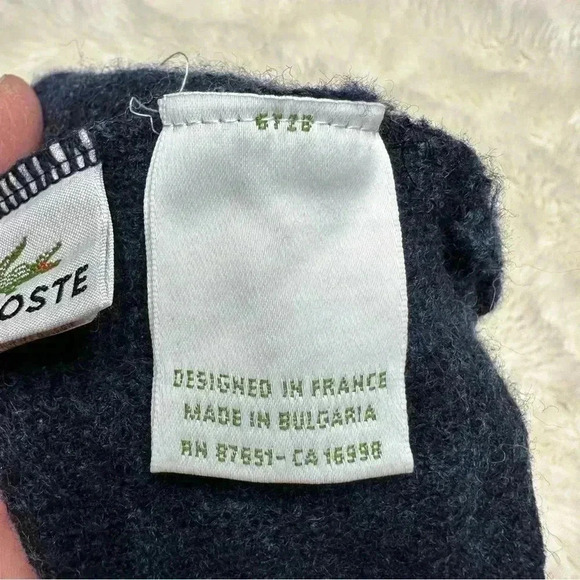 OSTE
DESIGNED IN FRANCE
MADE IN BULGARIA
RN 87651-CA 16998